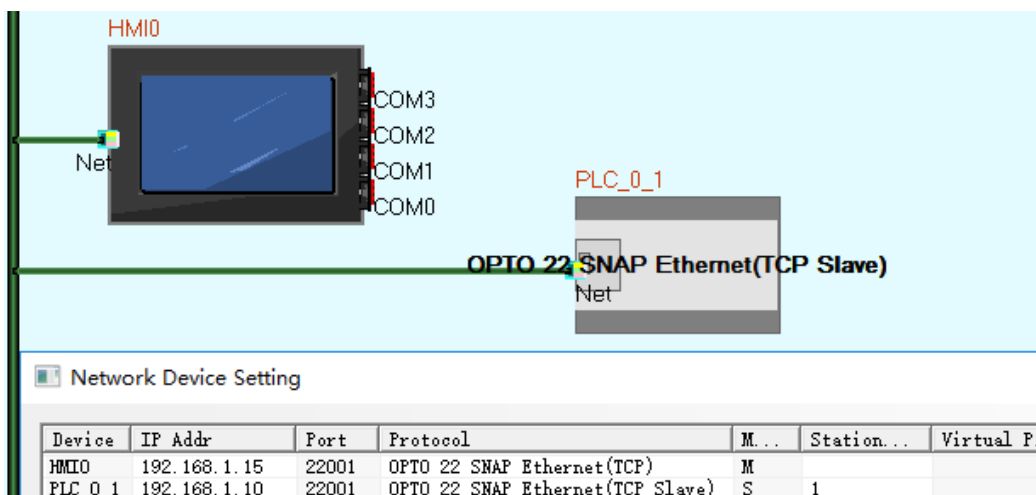 HMI0
COM3
COM2
Net
COM1
PLC_0_1
COM0
OPTO 22 SNAP Ethernet(TCP Slave)
Net
Network Device Setting
Device IP Addr Port Protocol M... Station... Virtual P.
HMI0 192.168.1.15 22001 OPTO 22 SNAP Ethernet(TCP) M
PLC_0_1 192.168.1.10 22001 OPTO 22 SNAP Ethernet(TCP Slave) S 1